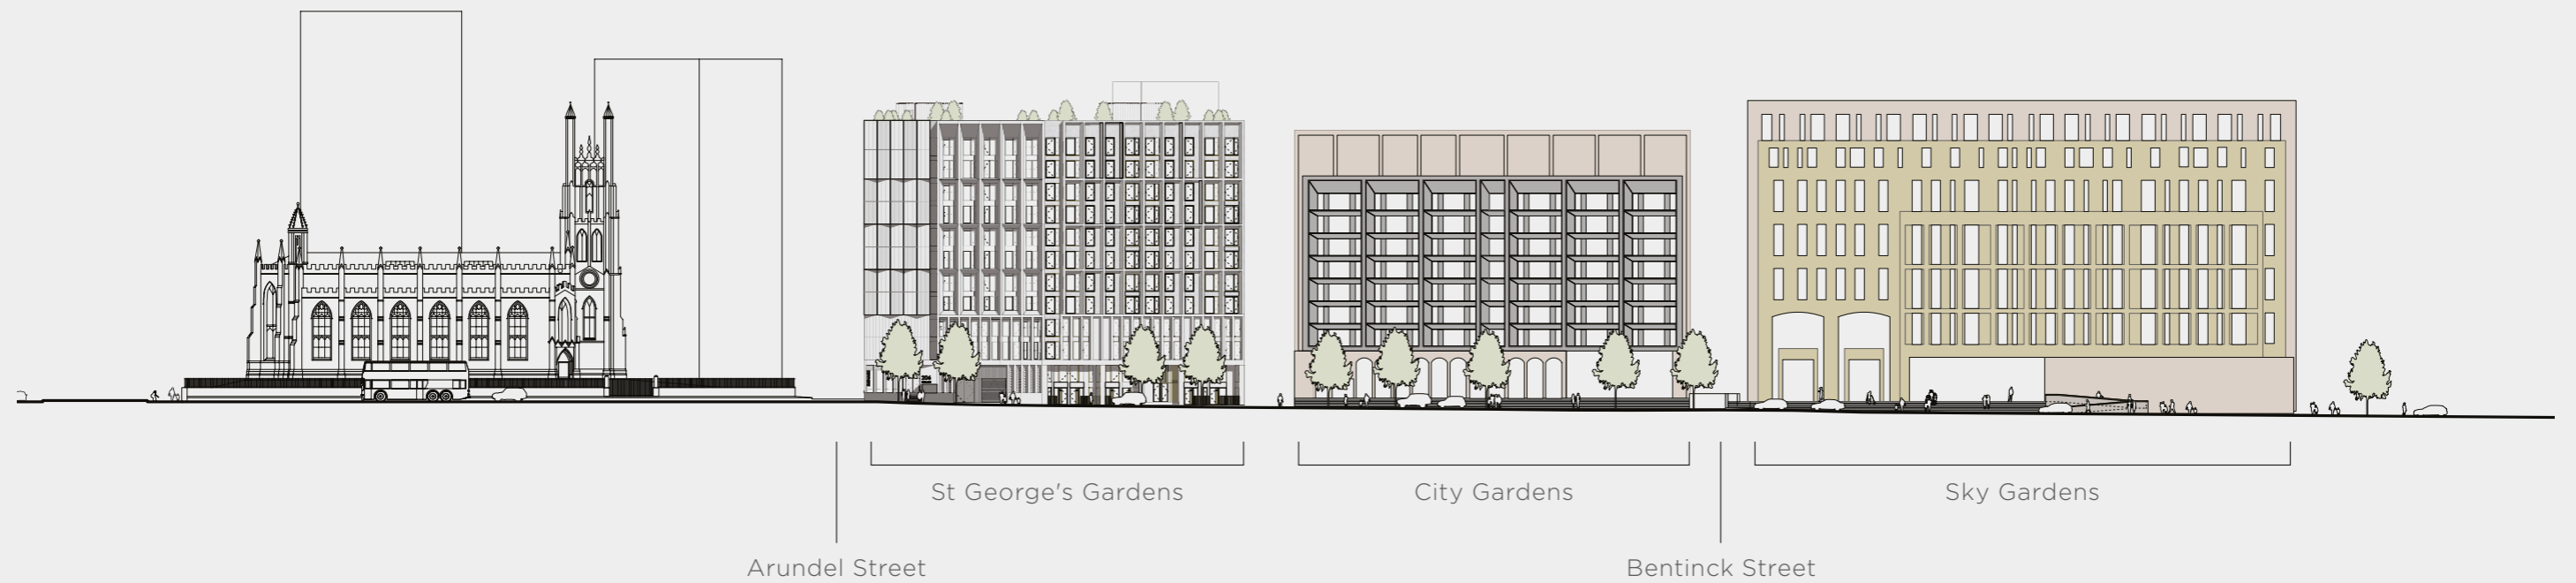 St George's Gardens
City Gardens
Sky Gardens
Arundel Street
Bentinck Street